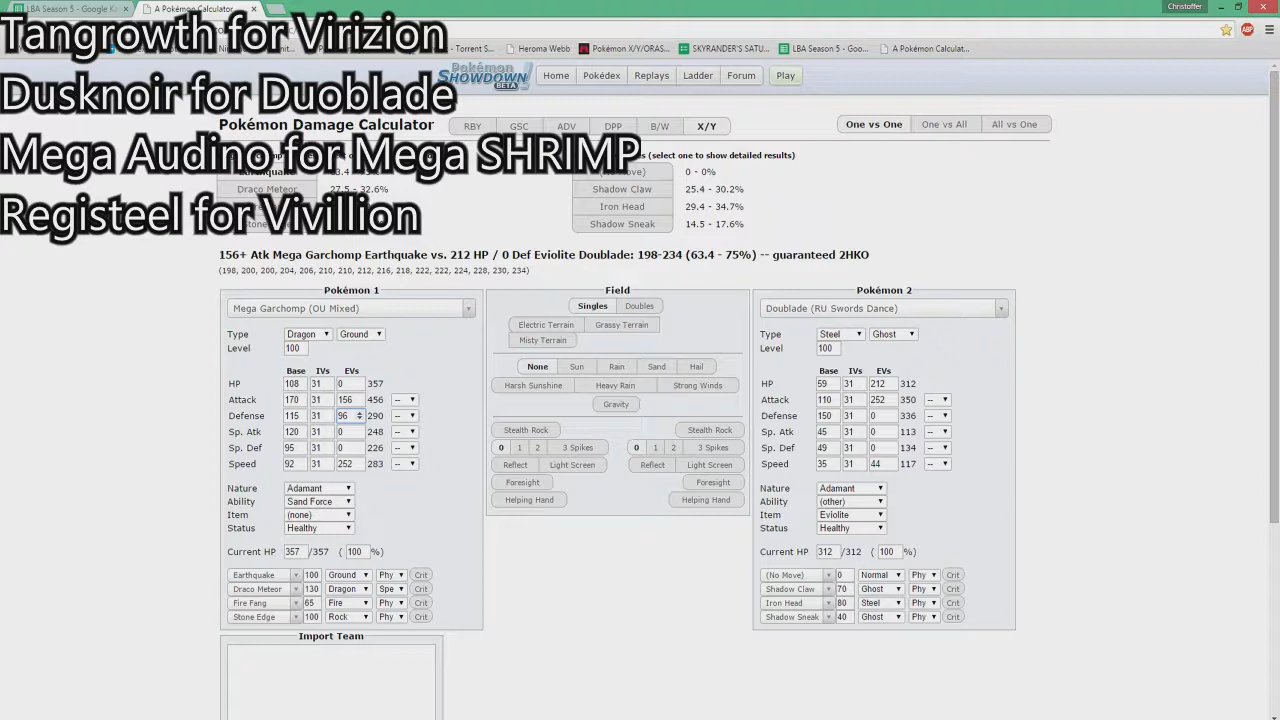 LBA Season 5 - Google Ka
A Pokémon Calculator
Christoffer
Tangrowth for Virizion
Torrent S...
Heroma Webb
Pokémon X/Y/ORAS...
SKYRANDER'S SATU...
LBA Season 5 - Goo...
A Pokémon Calculat...
ABP
Pokémon SHOWDOWN! BETA
Home Pokédex Replays Ladder Forum Play
Dusknoir for Duoblade
Pokémon Damage Calculator
RBY GSC ADV DPP B/W X/Y
One vs One One vs All All vs One
Mega Audino for Mega SHRIMP
(select one to show detailed results)
(No Move) 0 - 0%
Draco Meteor 27.5 - 32.6%
Shadow Claw 25.4 - 30.2%
Iron Head 29.4 - 34.7%
Shadow Sneak 14.5 - 17.6%
Registeel for Vivillion
156+ Atk Mega Garchomp Earthquake vs. 212 HP / 0 Def Eviolite Doublade: 198-234 (63.4 - 75%) -- guaranteed 2HKO
(198, 200, 200, 204, 206, 210, 210, 212, 216, 218, 222, 222, 224, 228, 230, 234)
Pokémon 1
Mega Garchomp (OU Mixed)
Type Dragon Ground
Level 100
Base IVs EVs
HP 108 31 0 357
Attack 170 31 156 456 --
Defense 115 31 96 290 --
Sp. Atk 120 31 0 248 --
Sp. Def 95 31 0 226 --
Speed 92 31 252 283 --
Nature Adamant
Ability Sand Force
Item (none)
Status Healthy
Current HP 357 /357 ( 100 %)
Earthquake 100 Ground Phy Crit
Draco Meteor 130 Dragon Spe Crit
Fire Fang 65 Fire Phy Crit
Stone Edge 100 Rock Phy Crit
Import Team
Field
Singles Doubles
Electric Terrain Grassy Terrain
Misty Terrain
None Sun Rain Sand Hail
Harsh Sunshine Heavy Rain Strong Winds
Gravity
Stealth Rock Stealth Rock
0 1 2 3 Spikes 0 1 2 3 Spikes
Reflect Light Screen Reflect Light Screen
Foresight Foresight
Helping Hand Helping Hand
Pokémon 2
Doublade (RU Swords Dance)
Type Steel Ghost
Level 100
Base IVs EVs
HP 59 31 212 312
Attack 110 31 252 350 --
Defense 150 31 0 336 --
Sp. Atk 45 31 0 113 --
Sp. Def 49 31 0 134 --
Speed 35 31 44 117 --
Nature Adamant
Ability (other)
Item Eviolite
Status Healthy
Current HP 312 /312 ( 100 %)
(No Move) 0 Normal Phy Crit
Shadow Claw 70 Ghost Phy Crit
Iron Head 80 Steel Phy Crit
Shadow Sneak 40 Ghost Phy Crit